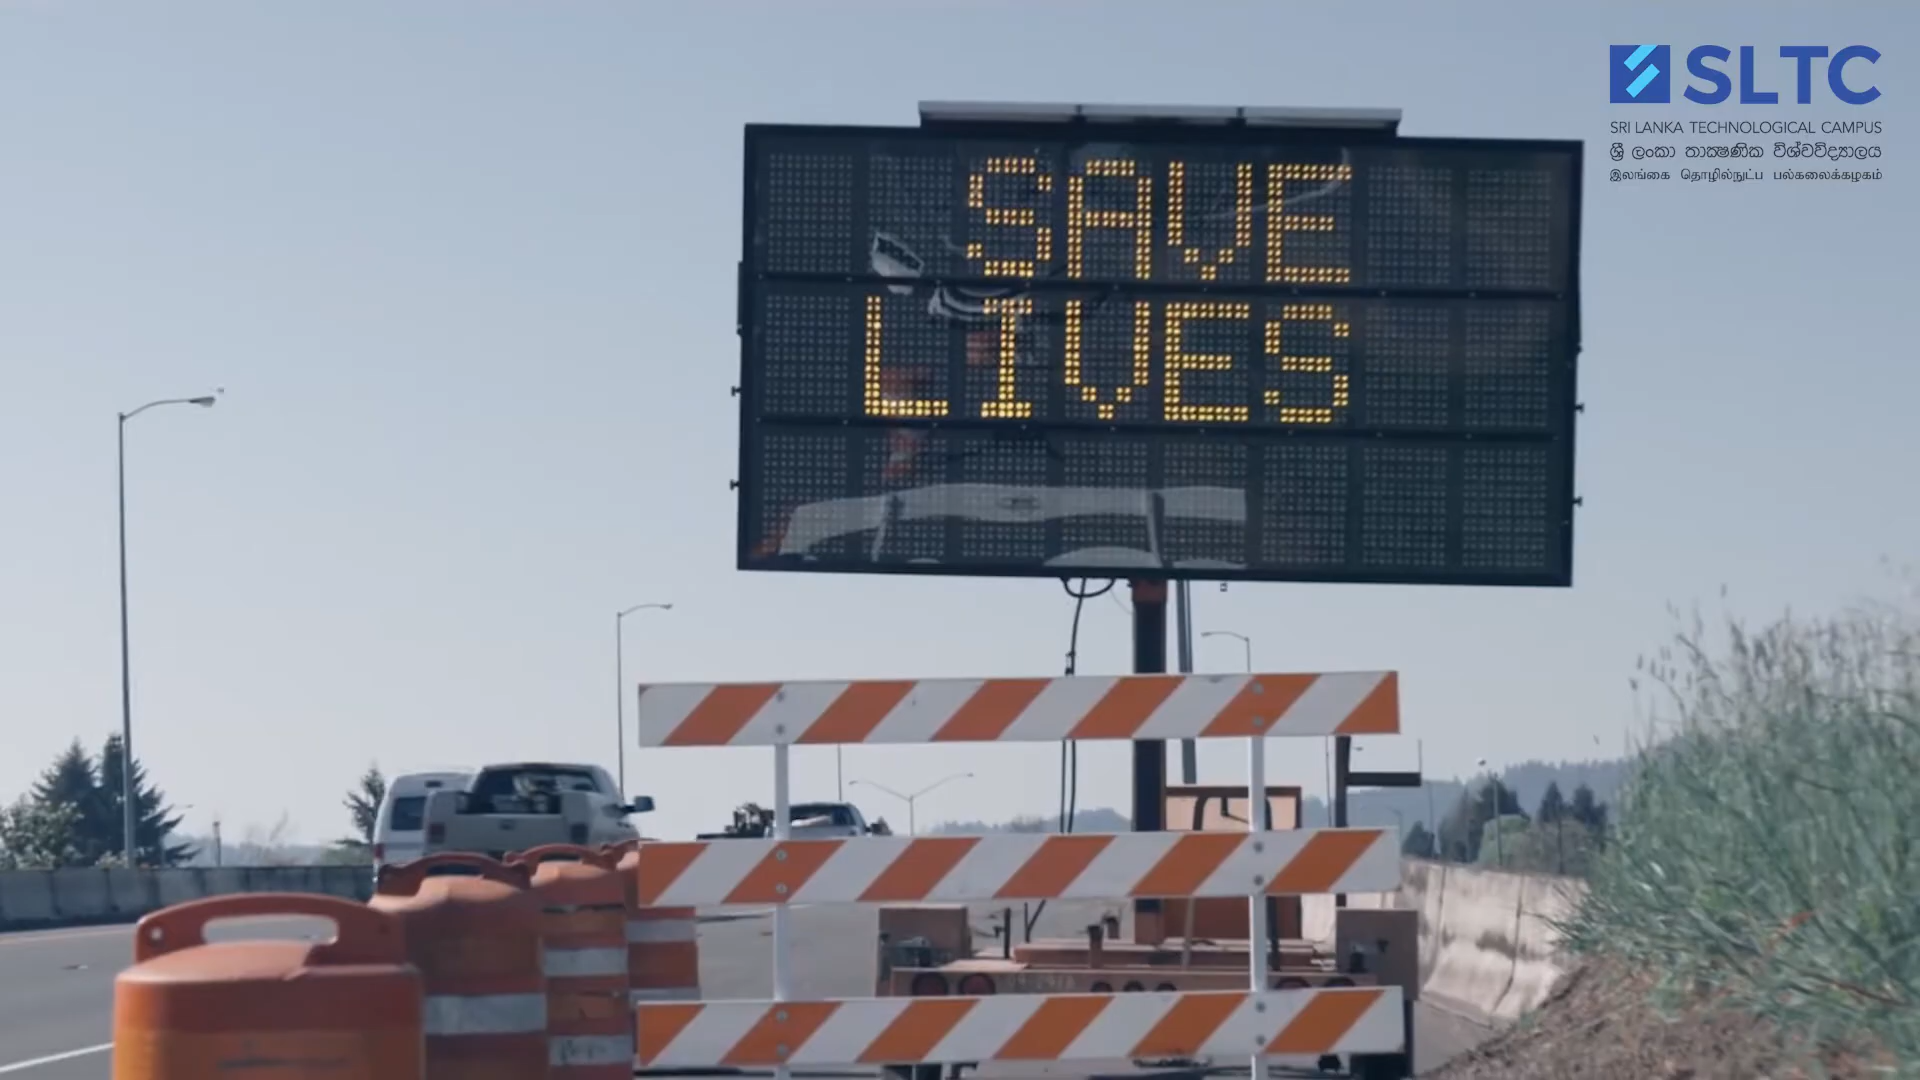 SAVE
LIVES
SLTC
SRI LANKA TECHNOLOGICAL CAMPUS
ශ්‍රී ලංකා තාක්ෂණික විශ්වවිද්‍යාලය
இலங்கை தொழில்நுட்ப பல்கலைக்கழகம்